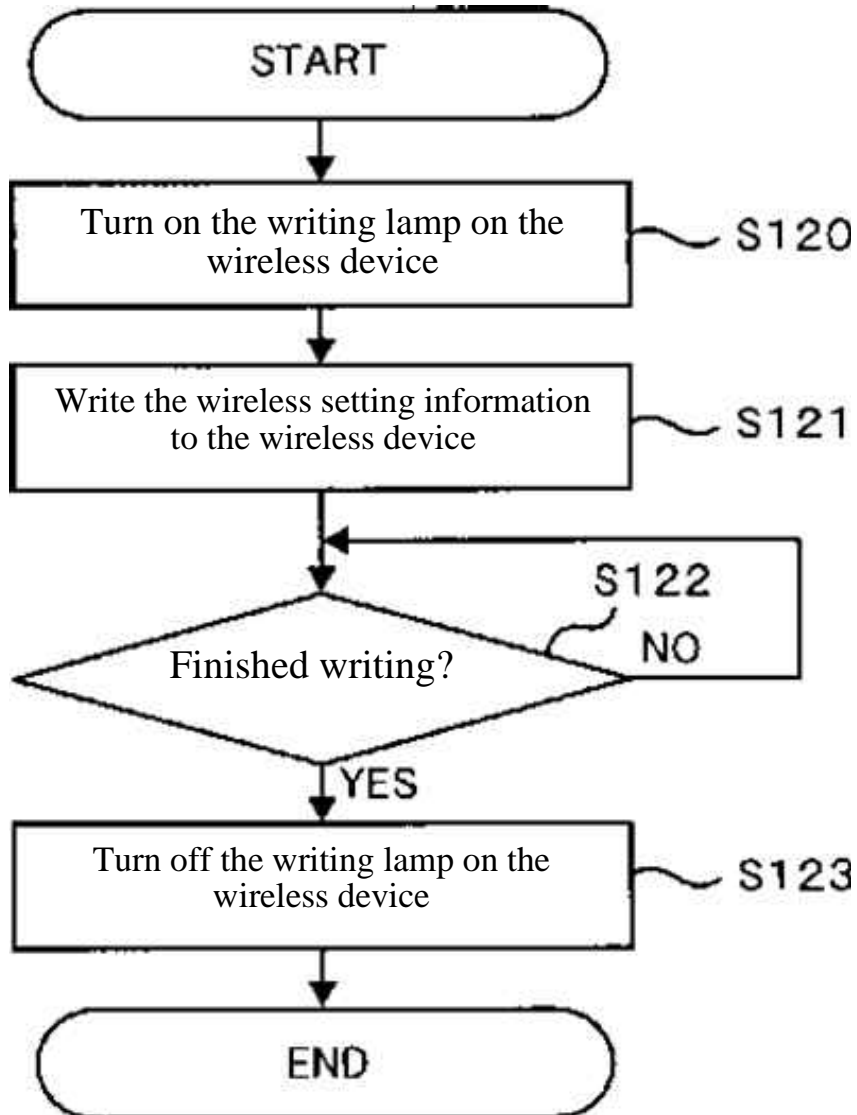 START
Turn on the writing lamp on the
wireless device
S120
Write the wireless setting information
to the wireless device
S121
S122
Finished writing?
NO
YES
Turn off the writing lamp on the
wireless device
S123
END